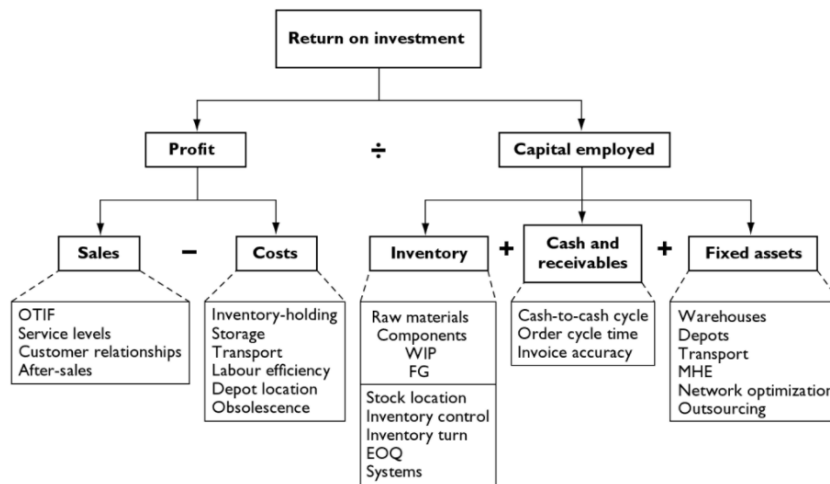 Return on investment
Profit
÷
Capital employed
Sales
−
Costs
Inventory
+
Cash and
receivables
+
Fixed assets
OTIF
Service levels
Customer relationships
After-sales
Inventory-holding
Storage
Transport
Labour efficiency
Depot location
Obsolescence
Raw materials
Components
WIP
FG
Stock location
Inventory control
Inventory turn
EOQ
Systems
Cash-to-cash cycle
Order cycle time
Invoice accuracy
Warehouses
Depots
Transport
MHE
Network optimization
Outsourcing